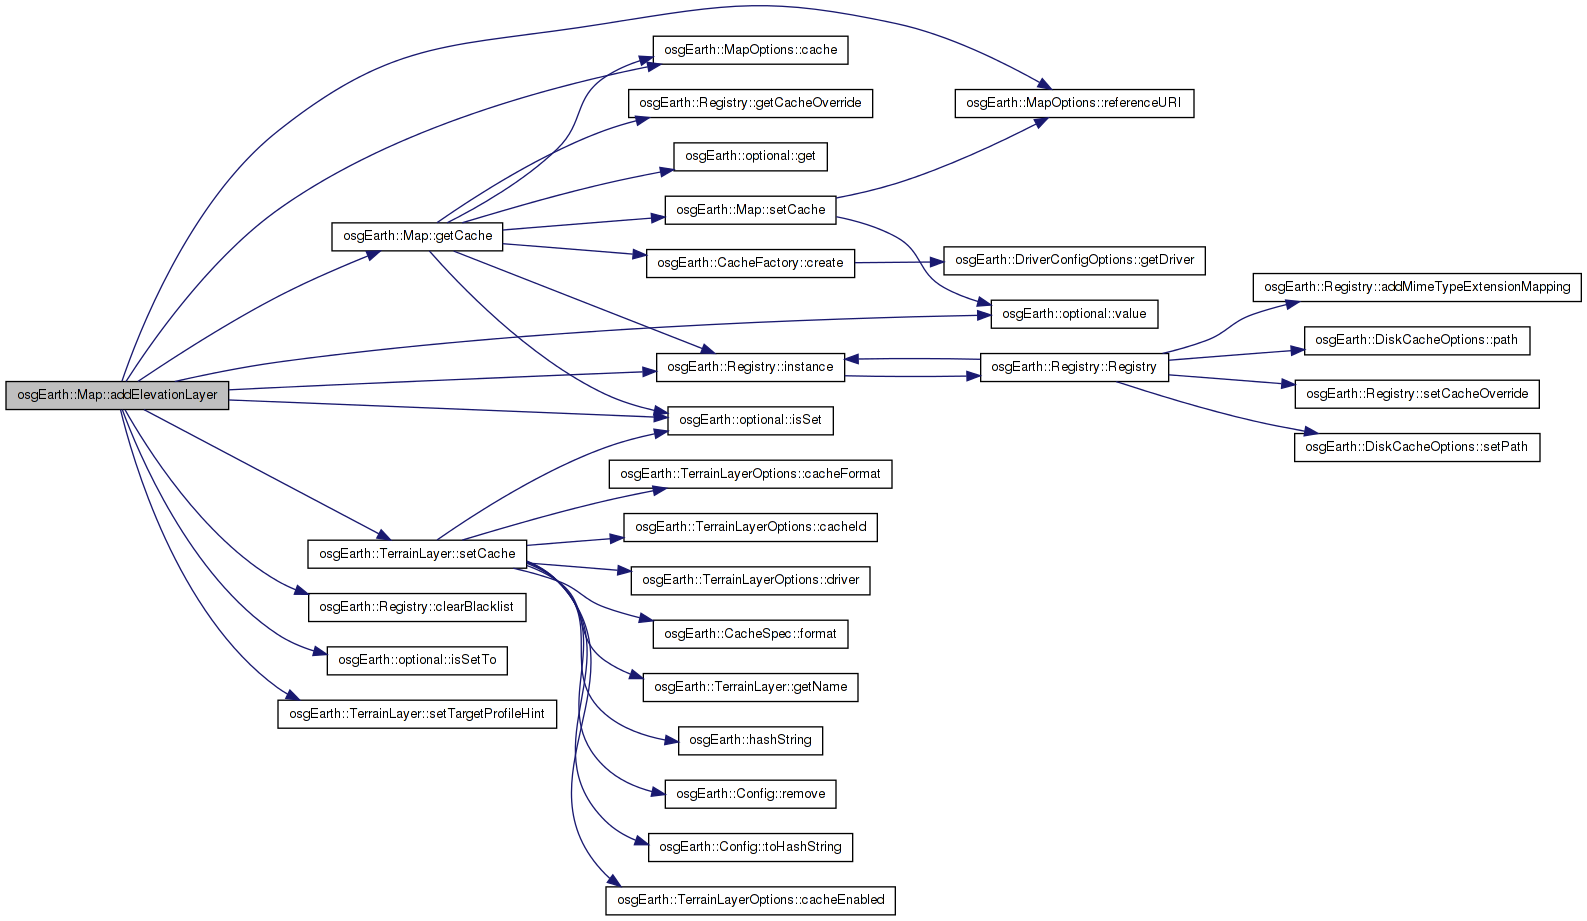 osgEarth::Map::addElevationLayer
osgEarth::Map::getCache
osgEarth::TerrainLayer::setCache
osgEarth::Registry::clearBlacklist
osgEarth::optional::isSetTo
osgEarth::TerrainLayer::setTargetProfileHint
osgEarth::MapOptions::cache
osgEarth::Registry::getCacheOverride
osgEarth::optional::get
osgEarth::Map::setCache
osgEarth::CacheFactory::create
osgEarth::Registry::instance
osgEarth::optional::isSet
osgEarth::TerrainLayerOptions::cacheFormat
osgEarth::TerrainLayerOptions::cacheId
osgEarth::TerrainLayerOptions::driver
osgEarth::CacheSpec::format
osgEarth::TerrainLayer::getName
osgEarth::hashString
osgEarth::Config::remove
osgEarth::Config::toHashString
osgEarth::TerrainLayerOptions::cacheEnabled
osgEarth::MapOptions::referenceURI
osgEarth::DriverConfigOptions::getDriver
osgEarth::optional::value
osgEarth::Registry::Registry
osgEarth::Registry::addMimeTypeExtensionMapping
osgEarth::DiskCacheOptions::path
osgEarth::Registry::setCacheOverride
osgEarth::DiskCacheOptions::setPath